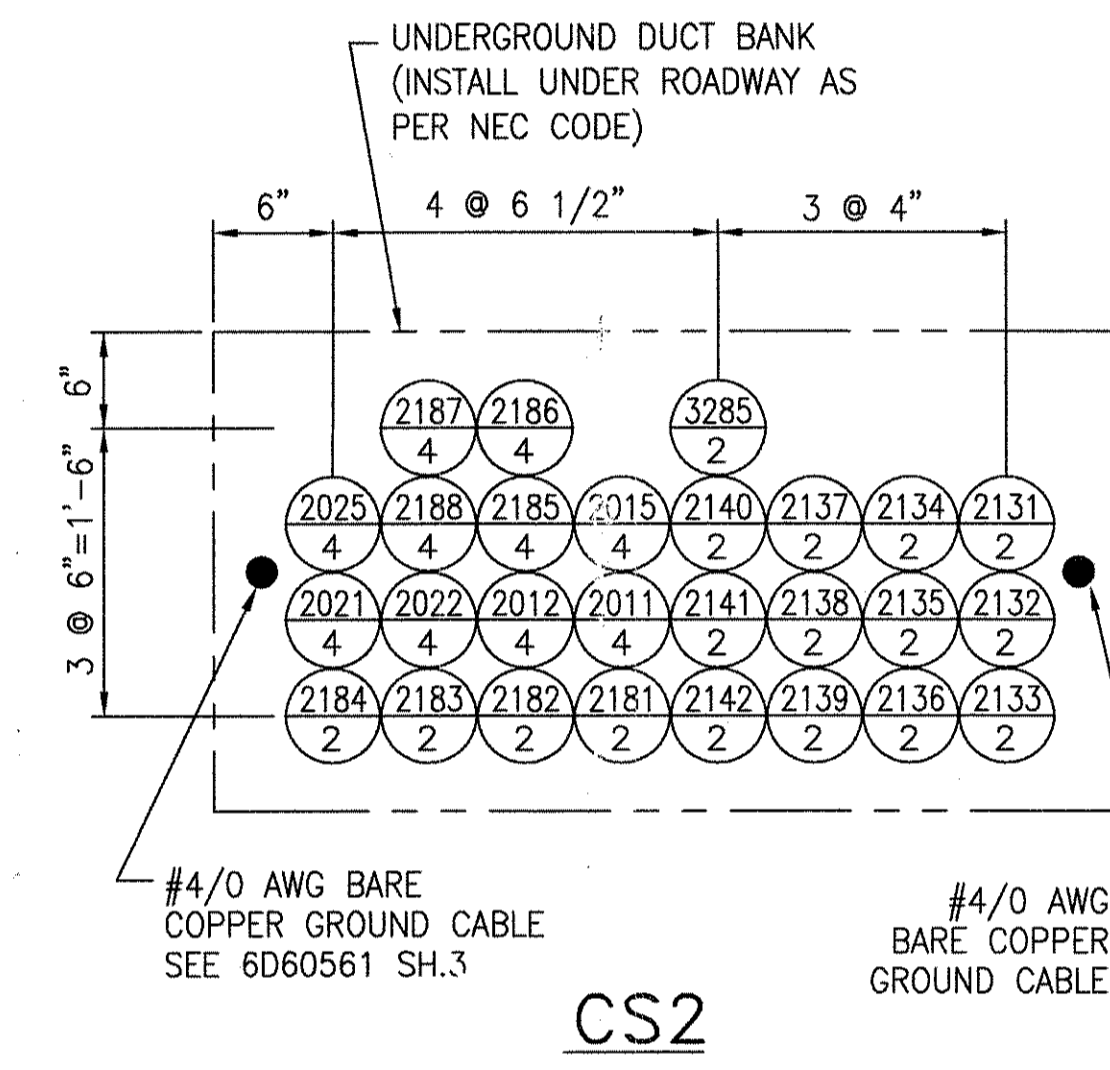 UNDERGROUND DUCT BANK
(INSTALL UNDER ROADWAY AS
PER NEC CODE)
6"
4 @ 6 1/2"
3 @ 4"
6"
3 @ 6"=1'-6"
2187 2186 3285
4 4 2
2025 2188 2185 2015 2140 2137 2134 2131
4 4 4 4 2 2 2 2
2021 2022 2012 2011 2141 2138 2135 2132
4 4 4 4 2 2 2 2
2184 2183 2182 2181 2142 2139 2136 2133
2 2 2 2 2 2 2 2
#4/0 AWG BARE
COPPER GROUND CABLE
SEE 6D60561 SH.3
#4/0 AWG
BARE COPPER
GROUND CABLE
CS2